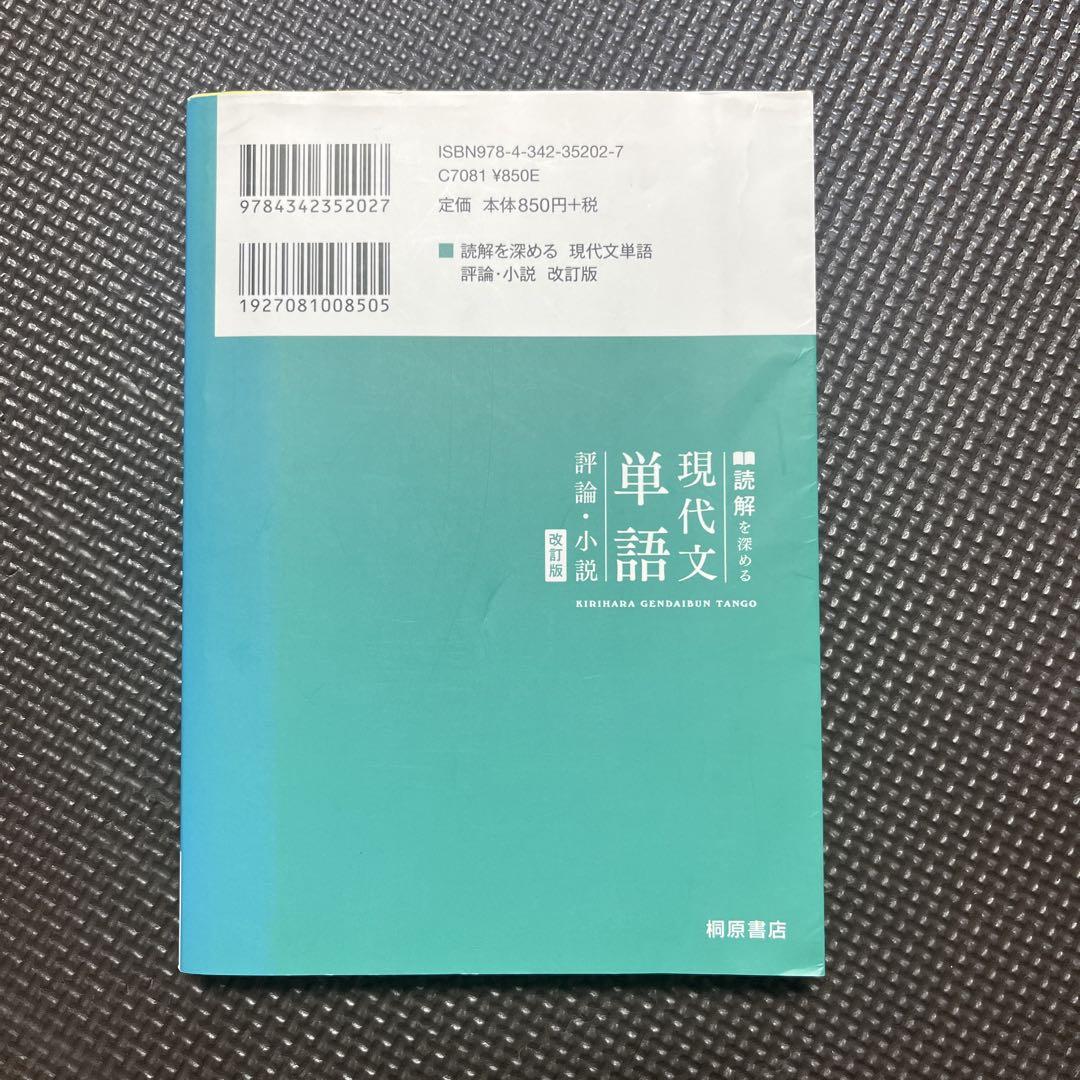 ISBN978-4-342-35202-7
C7081 ¥850E
9784342352027
定価 本体850円+税
■ 読解を深める 現代文単語
評論・小説 改訂版
1927081008505
読解を深める
現代文
単語
評論・小説
改訂版
KIRIHARA GENDAIBUN TANGO
桐原書店